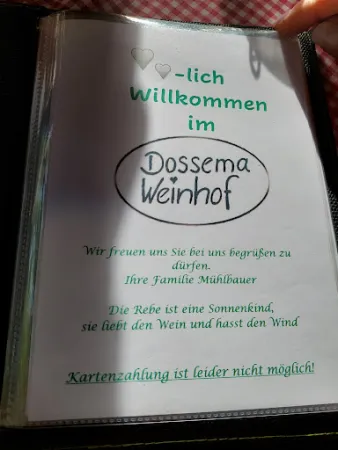 -lich
Willkommen
im
Dossema
Weinhof
Wir freuen uns Sie bei uns begrüßen zu
dürfen.
Ihre Familie Mühlbauer
Die Rebe ist eine Sonnenkind,
sie liebt den Wein und hasst den Wind
Kartenzahlung ist leider nicht möglich!